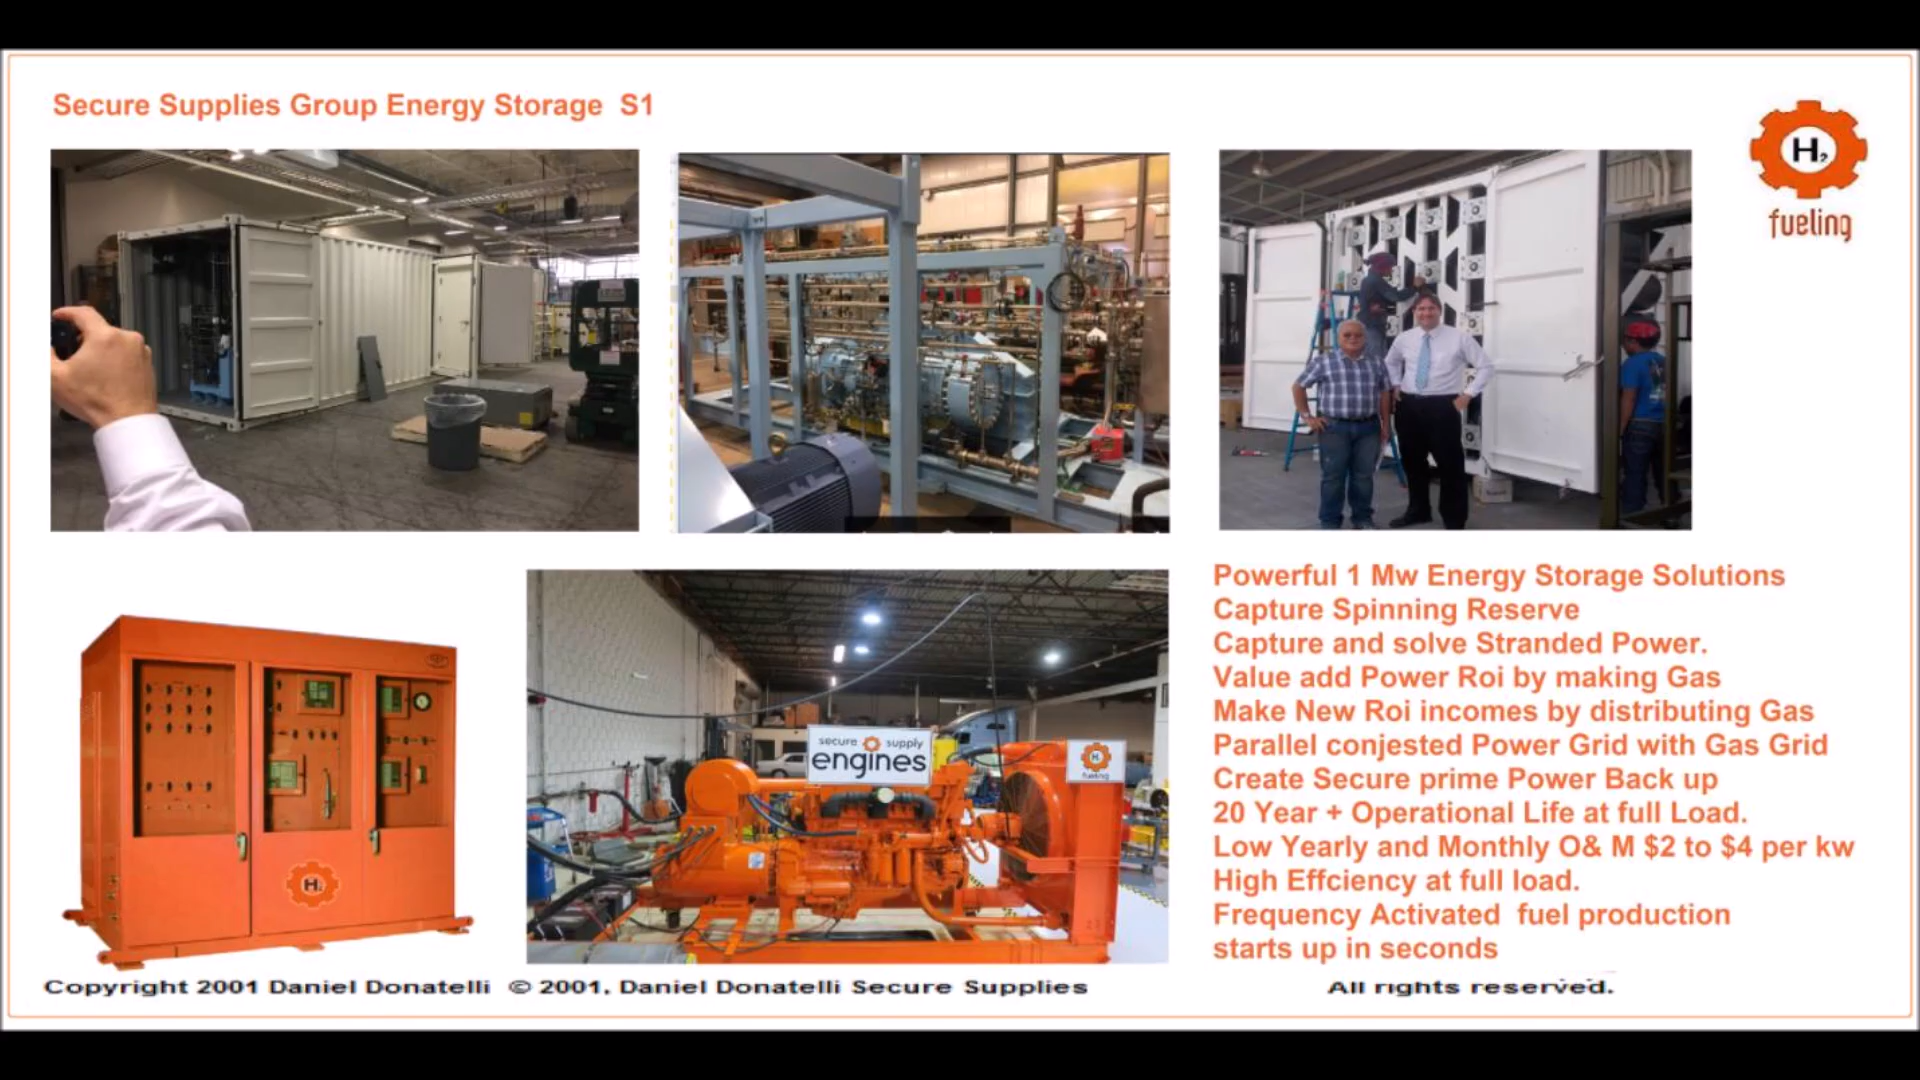 Secure Supplies Group Energy Storage S1
H2
fueling
secure supply
engines
H2
fueling
H2
Powerful 1 Mw Energy Storage Solutions
Capture Spinning Reserve
Capture and solve Stranded Power.
Value add Power Roi by making Gas
Make New Roi incomes by distributing Gas
Parallel conjested Power Grid with Gas Grid
Create Secure prime Power Back up
20 Year + Operational Life at full Load.
Low Yearly and Monthly O& M $2 to $4 per kw
High Effciency at full load.
Frequency Activated fuel production
starts up in seconds
Copyright 2001 Daniel Donatelli © 2001, Daniel Donatelli Secure Supplies All rights reserved.